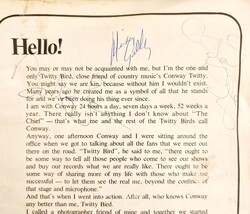 Hello!
You may or may not be acquainted with me, but I'm the one and
only Twitty Bird, close friend of country music's Conway Twitty.
You might say we are kin, because without him I wouldn't exist.
Many years ago he created me as a symbol of all that he stands
for and we've been doing his thing ever since.
I am with Conway 24 hours a day, seven days a week, 52 weeks a
year. There really isn't anything I don't know about "The
Chief" — that's what me and the rest of the Twitty Birds call
Conway.
Anyway, one afternoon Conway and I were sitting around the
office when we got to talking about all the fans we meet out
there on the road. "Twitty Bird", he said to me, "there ought
to be some way to tell all those people who come to see our shows
and buy our records what we are really like. There ought to be
some way of sharing more of my life with those who make me
successful — to let them see the real me, beyond the confines of
that stage and microphone."
And that's when I went into action. After all, who knows Conway
any better than me, Twitty Bird.
I called a photographer friend of mine and together we started